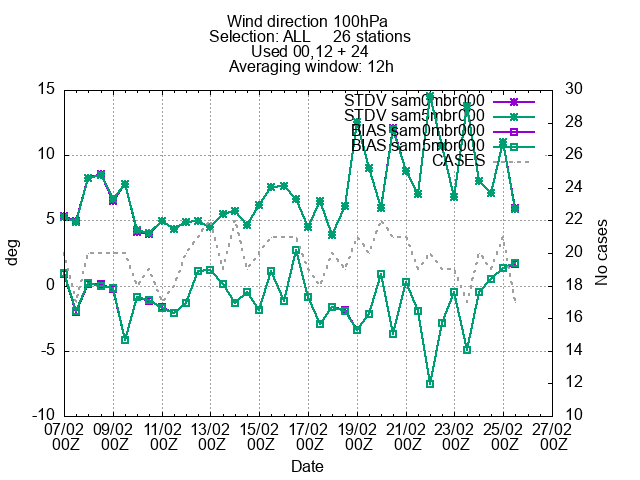 Wind direction 100hPa
Selection: ALL 26 stations
Used 00,12 + 24
Averaging window: 12h
STDV sam0mbr000
STDV sam5mbr000
BIAS sam0mbr000
BIAS sam5mbr000
CASES
15
10
5
0
-5
-10
deg
30
28
26
24
22
20
18
16
14
12
10
No cases
07/02 09/02 11/02 13/02 15/02 17/02 19/02 21/02 23/02 25/02 27/02
00Z 00Z 00Z 00Z 00Z 00Z 00Z 00Z 00Z 00Z 00Z
Date